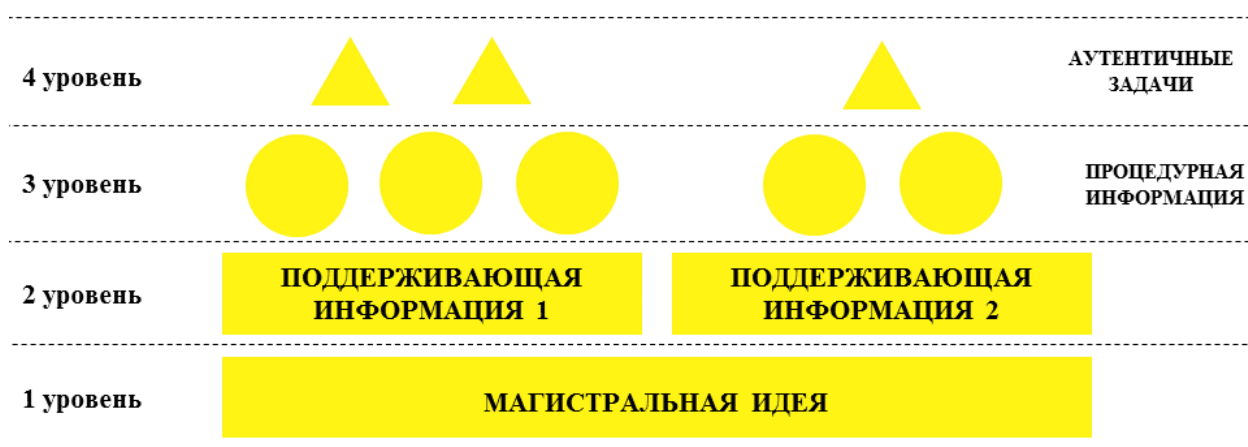 4 уровень
АУТЕНТИЧНЫЕ
ЗАДАЧИ
3 уровень
ПРОЦЕДУРНАЯ
ИНФОРМАЦИЯ
2 уровень
ПОДДЕРЖИВАЮЩАЯ
ИНФОРМАЦИЯ 1
ПОДДЕРЖИВАЮЩАЯ
ИНФОРМАЦИЯ 2
1 уровень
МАГИСТРАЛЬНАЯ ИДЕЯ